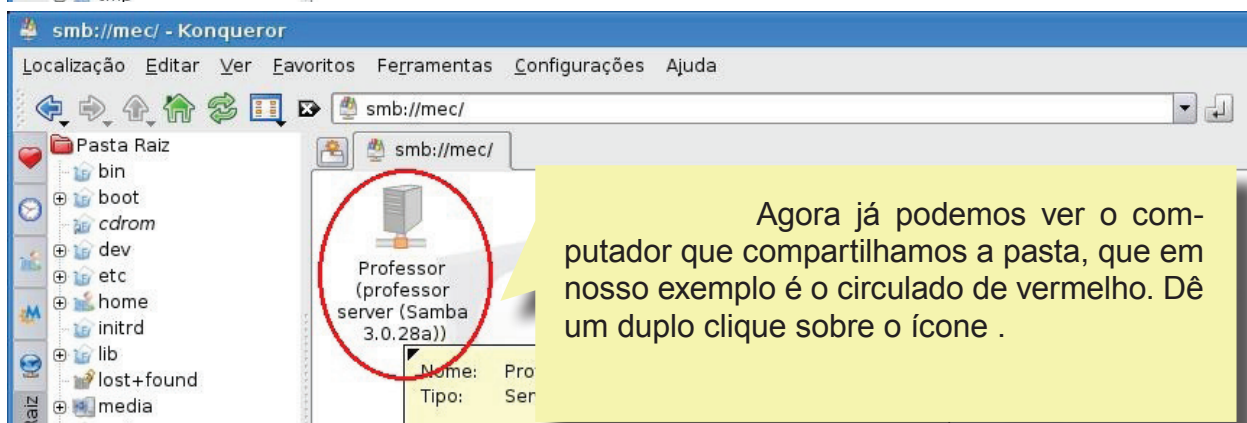 smb://mec/ - Konqueror
Localização Editar Ver Favoritos Ferramentas Configurações Ajuda
smb://mec/
Pasta Raiz
bin
boot
cdrom
dev
etc
home
initrd
lib
lost+found
media
Raiz
smb://mec/
Professor
(professor
server (Samba
3.0.28a))
Nome:
Tipo:
Agora já podemos ver o com-
putador que compartilhamos a pasta, que em
nosso exemplo é o circulado de vermelho. Dê
um duplo clique sobre o ícone .